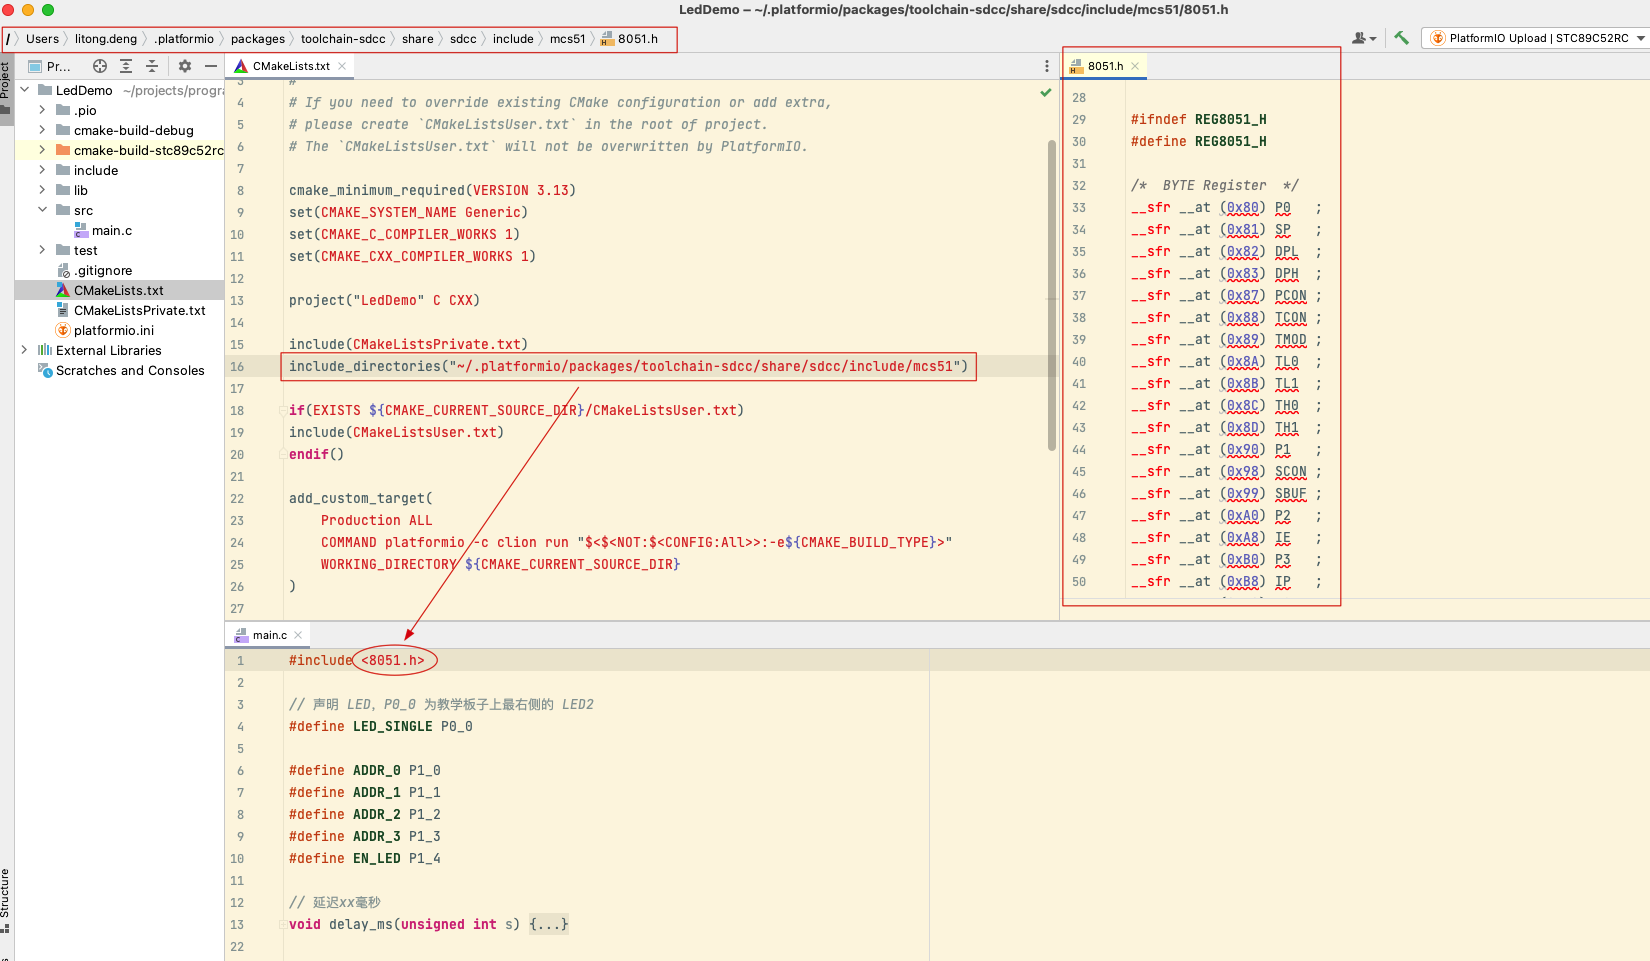 LedDemo – ~/.platformio/packages/toolchain-sdcc/share/sdcc/include/mcs51/8051.h
/ Users litong.deng .platformio packages toolchain-sdcc share sdcc include mcs51 8051.h
PlatformIO Upload | STC89C52RC
Project
Pr...
LedDemo ~/projects/progra
.pio
cmake-build-debug
cmake-build-stc89c52rc
include
lib
src
main.c
test
.gitignore
CMakeLists.txt
CMakeListsPrivate.txt
platformio.ini
External Libraries
Scratches and Consoles
Structure
CMakeLists.txt
3 #
4 # If you need to override existing CMake configuration or add extra,
5 # please create `CMakeListsUser.txt` in the root of project.
6 # The `CMakeListsUser.txt` will not be overwritten by PlatformIO.
7
8 cmake_minimum_required(VERSION 3.13)
9 set(CMAKE_SYSTEM_NAME Generic)
10 set(CMAKE_C_COMPILER_WORKS 1)
11 set(CMAKE_CXX_COMPILER_WORKS 1)
12
13 project("LedDemo" C CXX)
14
15 include(CMakeListsPrivate.txt)
16 include_directories("~/.platformio/packages/toolchain-sdcc/share/sdcc/include/mcs51")
17
18 if(EXISTS ${CMAKE_CURRENT_SOURCE_DIR}/CMakeListsUser.txt)
19 include(CMakeListsUser.txt)
20 endif()
21
22 add_custom_target(
23 Production ALL
24 COMMAND platformio -c clion run "$<$<NOT:$<CONFIG:All>>:-e${CMAKE_BUILD_TYPE}>"
25 WORKING_DIRECTORY ${CMAKE_CURRENT_SOURCE_DIR}
26 )
27
8051.h
28
29 #ifndef REG8051_H
30 #define REG8051_H
31
32 /* BYTE Register */
33 __sfr __at (0x80) P0 ;
34 __sfr __at (0x81) SP ;
35 __sfr __at (0x82) DPL ;
36 __sfr __at (0x83) DPH ;
37 __sfr __at (0x87) PCON ;
38 __sfr __at (0x88) TCON ;
39 __sfr __at (0x89) TMOD ;
40 __sfr __at (0x8A) TL0 ;
41 __sfr __at (0x8B) TL1 ;
42 __sfr __at (0x8C) TH0 ;
43 __sfr __at (0x8D) TH1 ;
44 __sfr __at (0x90) P1 ;
45 __sfr __at (0x98) SCON ;
46 __sfr __at (0x99) SBUF ;
47 __sfr __at (0xA0) P2 ;
48 __sfr __at (0xA8) IE ;
49 __sfr __at (0xB0) P3 ;
50 __sfr __at (0xB8) IP ;
main.c
1 #include <8051.h>
2
3 // 声明 LED，P0_0 为教学板子上最右侧的 LED2
4 #define LED_SINGLE P0_0
5
6 #define ADDR_0 P1_0
7 #define ADDR_1 P1_1
8 #define ADDR_2 P1_2
9 #define ADDR_3 P1_3
10 #define EN_LED P1_4
11
12 // 延迟xx毫秒
13 void delay_ms(unsigned int s) {...}
22